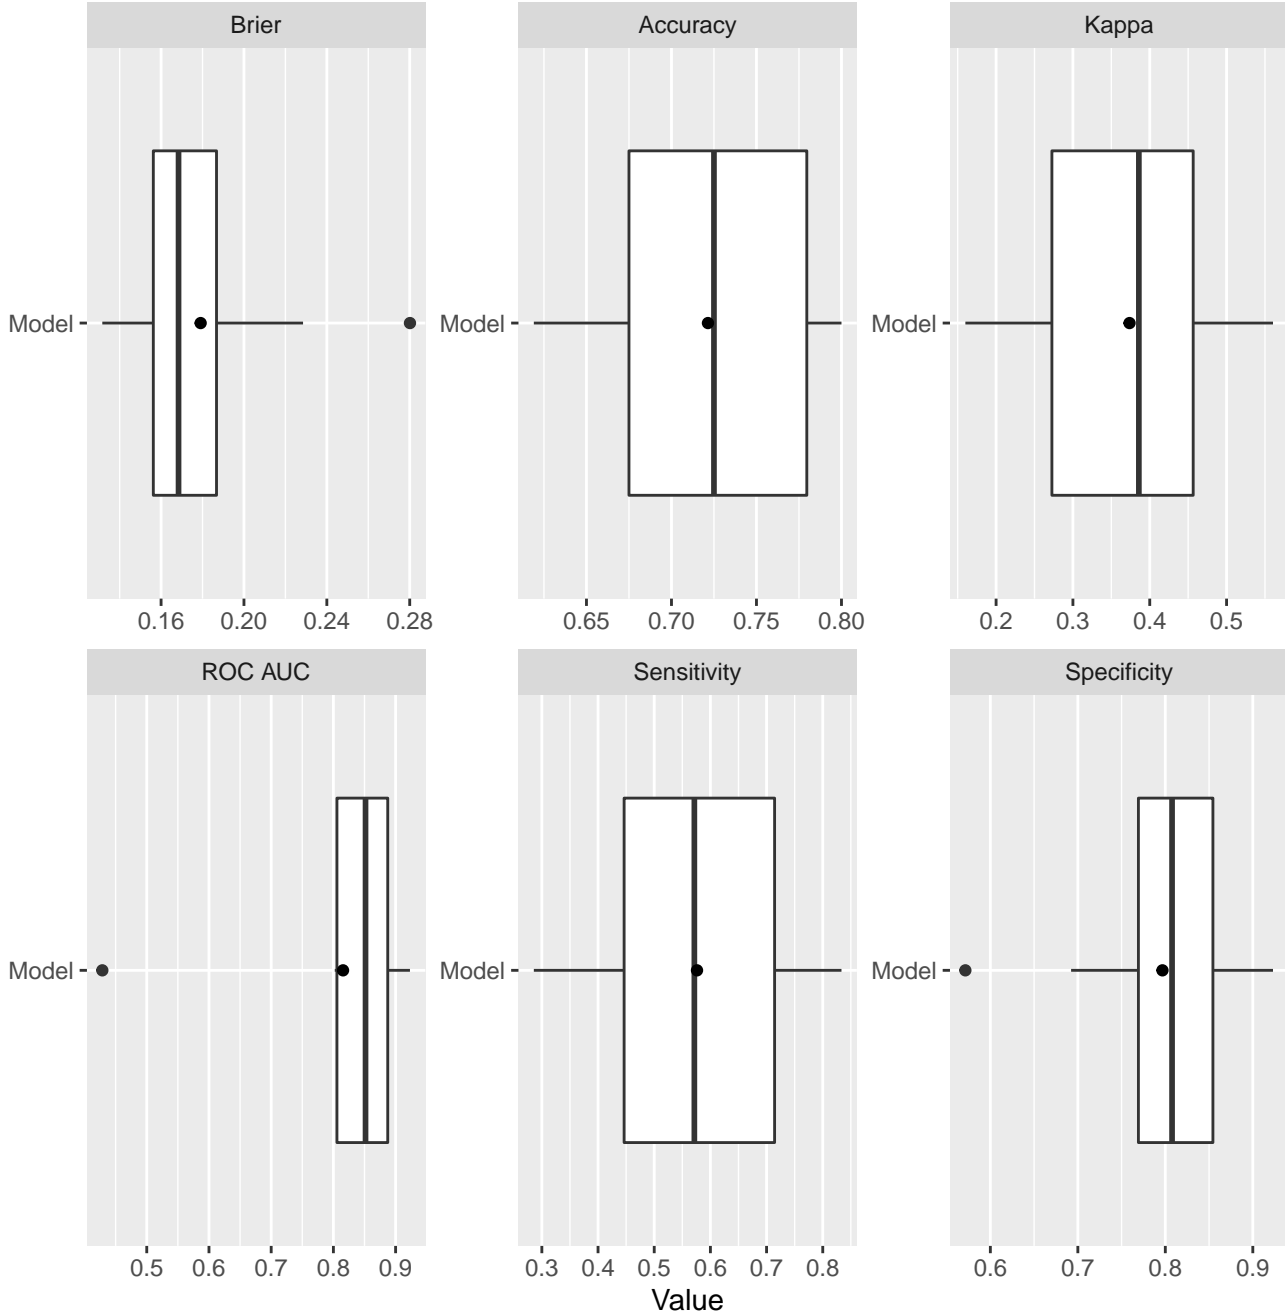 Brier Accuracy Kappa
Model Model Model
0.16 0.20 0.24 0.28 0.65 0.70 0.75 0.80 0.2 0.3 0.4 0.5
ROC AUC Sensitivity Specificity
Model Model Model
0.5 0.6 0.7 0.8 0.9 0.3 0.4 0.5 0.6 0.7 0.8 0.6 0.7 0.8 0.9
Value